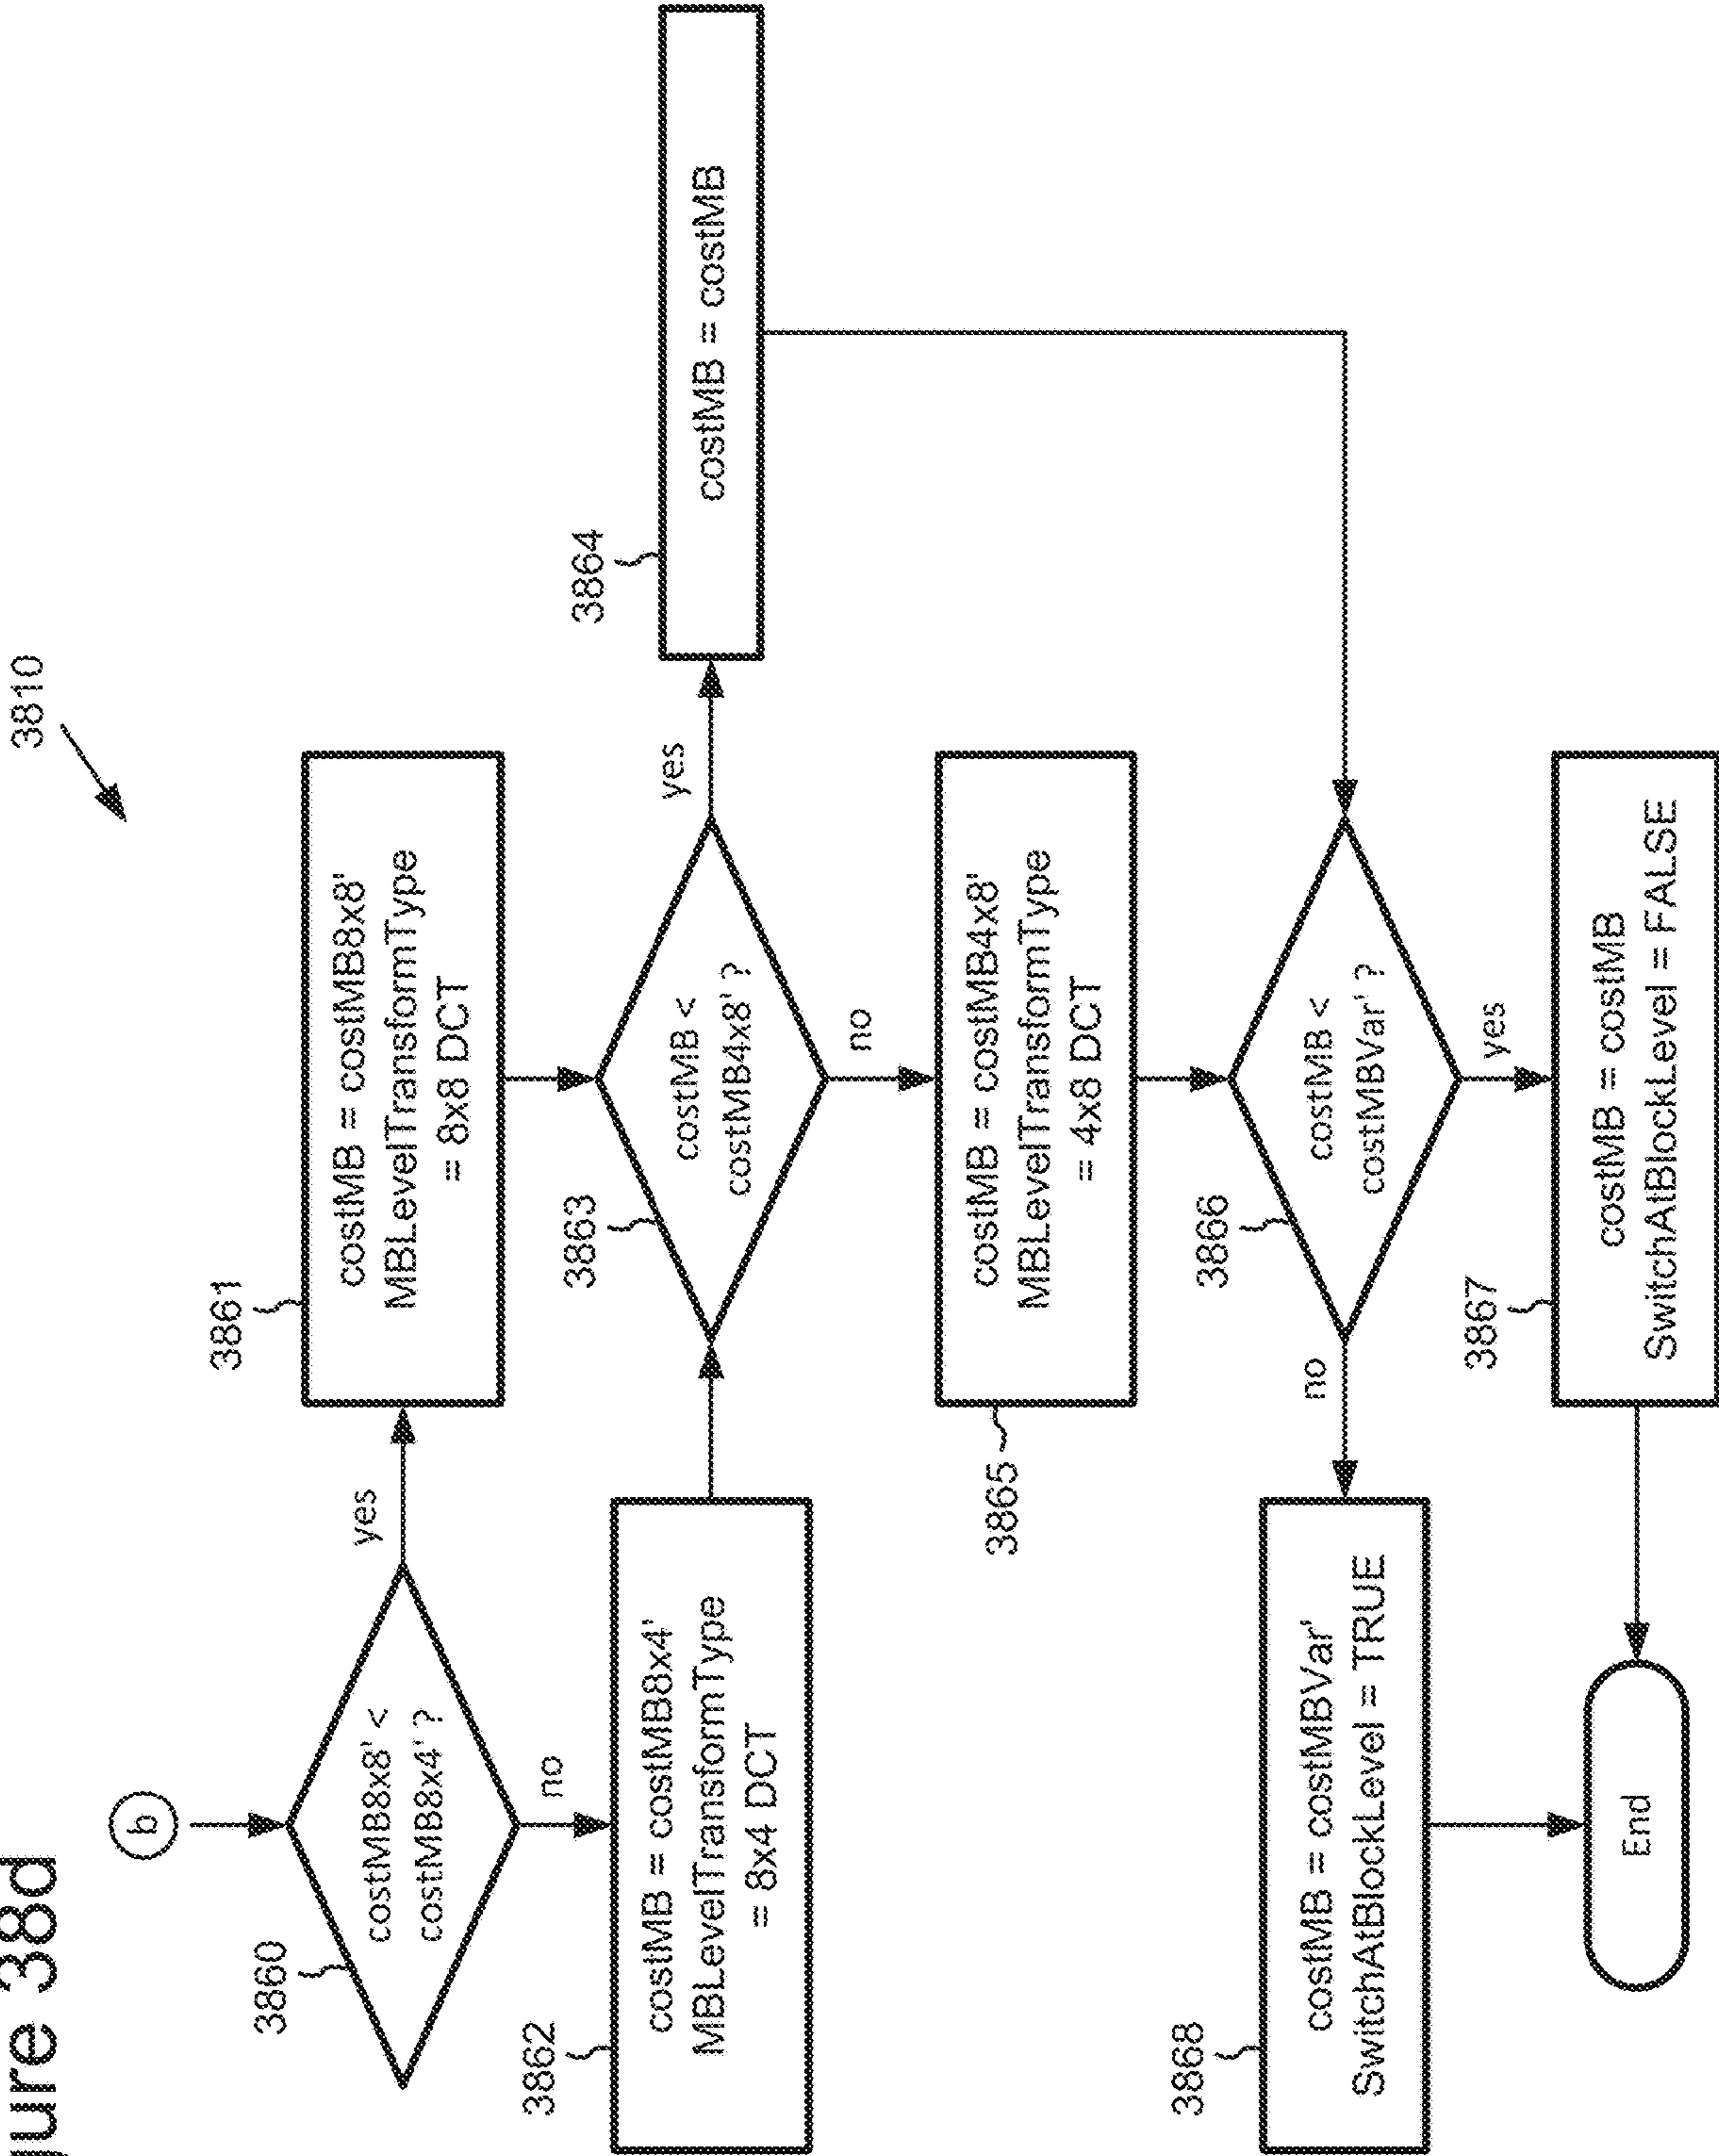 gure 38d
3810
b
3860
costMB8x8' <
costMB8x4' ?
yes
no
3861
costMB = costMB8x8'
MBLevelTransformType
= 8x8 DCT
3862
costMB = costMB8x4'
MBLevelTransformType
= 8x4 DCT
3863
costMB <
costMB4x8' ?
yes
no
3864
costMB = costMB
3865
costMB = costMB4x8'
MBLevelTransformType
= 4x8 DCT
3866
costMB <
costMBVar' ?
no
yes
3868
costMB = costMBVar'
SwitchAtBlockLevel = TRUE
3867
costMB = costMB
SwitchAtBlockLevel = FALSE
End